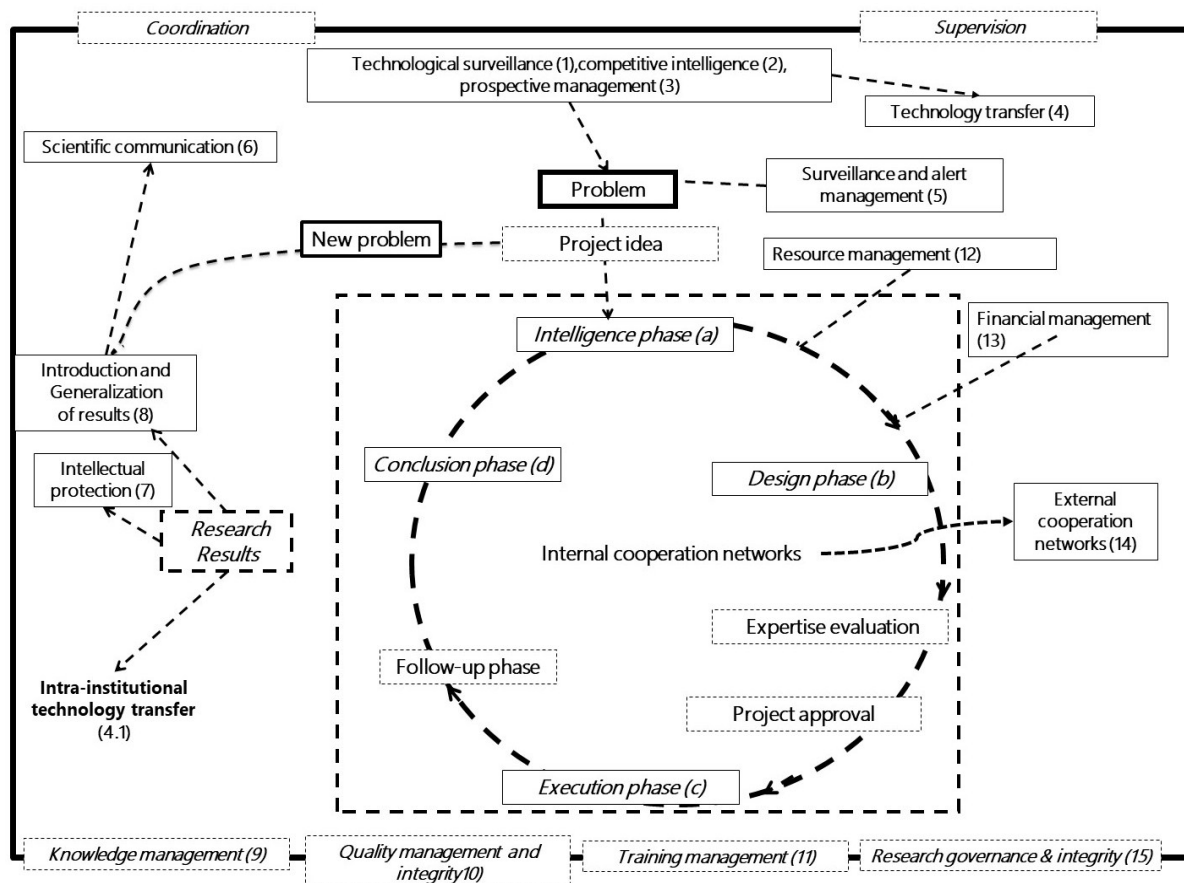 Coordination
Supervision
Technological surveillance (1),competitive intelligence (2),
prospective management (3)
Technology transfer (4)
Scientific communication (6)
Problem
Surveillance and alert
management (5)
New problem
Project idea
Resource management (12)
Financial management
(13)
Intelligence phase (a)
Introduction and
Generalization
of results (8)
Conclusion phase (d)
Design phase (b)
Intellectual
protection (7)
Research
Results
Internal cooperation networks
External
cooperation
networks (14)
Expertise evaluation
Follow-up phase
Intra-institutional
technology transfer
(4.1)
Project approval
Execution phase (c)
Knowledge management (9)
Quality management and
integrity10)
Training management (11)
Research governance & integrity (15)